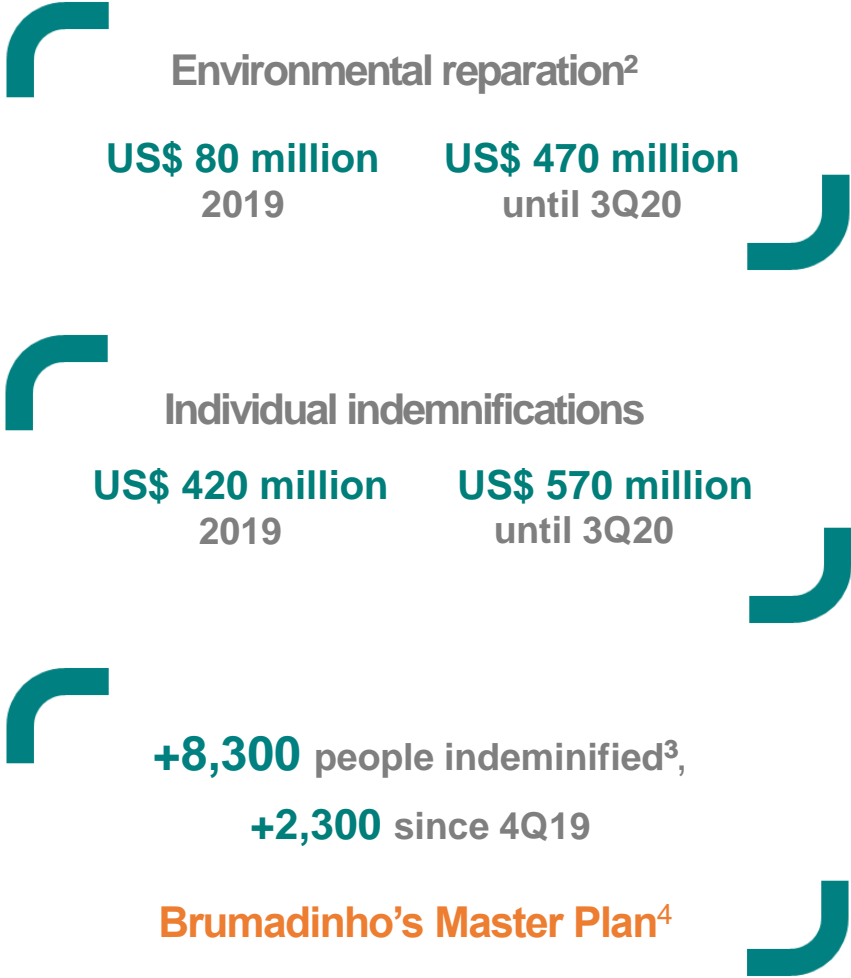 Environmental reparation²
US$ 80 million US$ 470 million
2019 until 3Q20
Individual indemnifications
US$ 420 million US$ 570 million
2019 until 3Q20
+8,300 people indeminified³,
+2,300 since 4Q19
Brumadinho’s Master Plan⁴